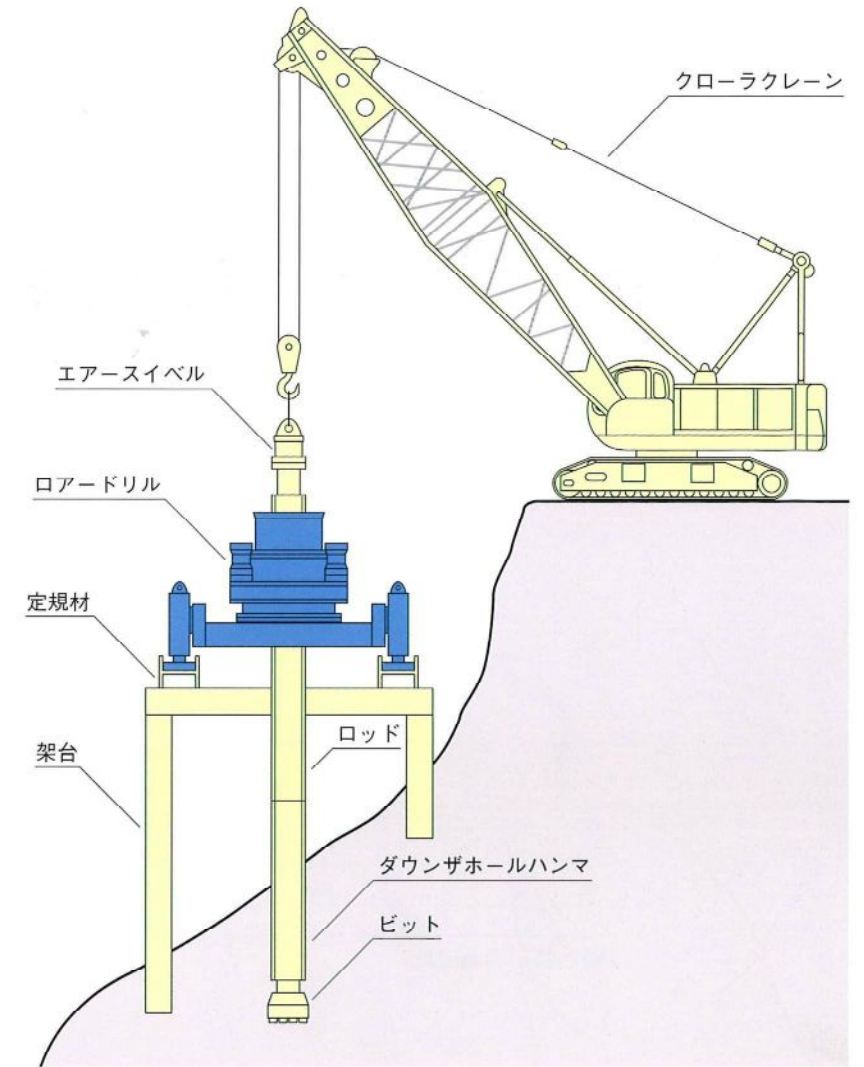 クローラクレーン
エアースイベル
ロアードリル
定規材
ロッド
架台
ダウンザホールハンマ
ビット